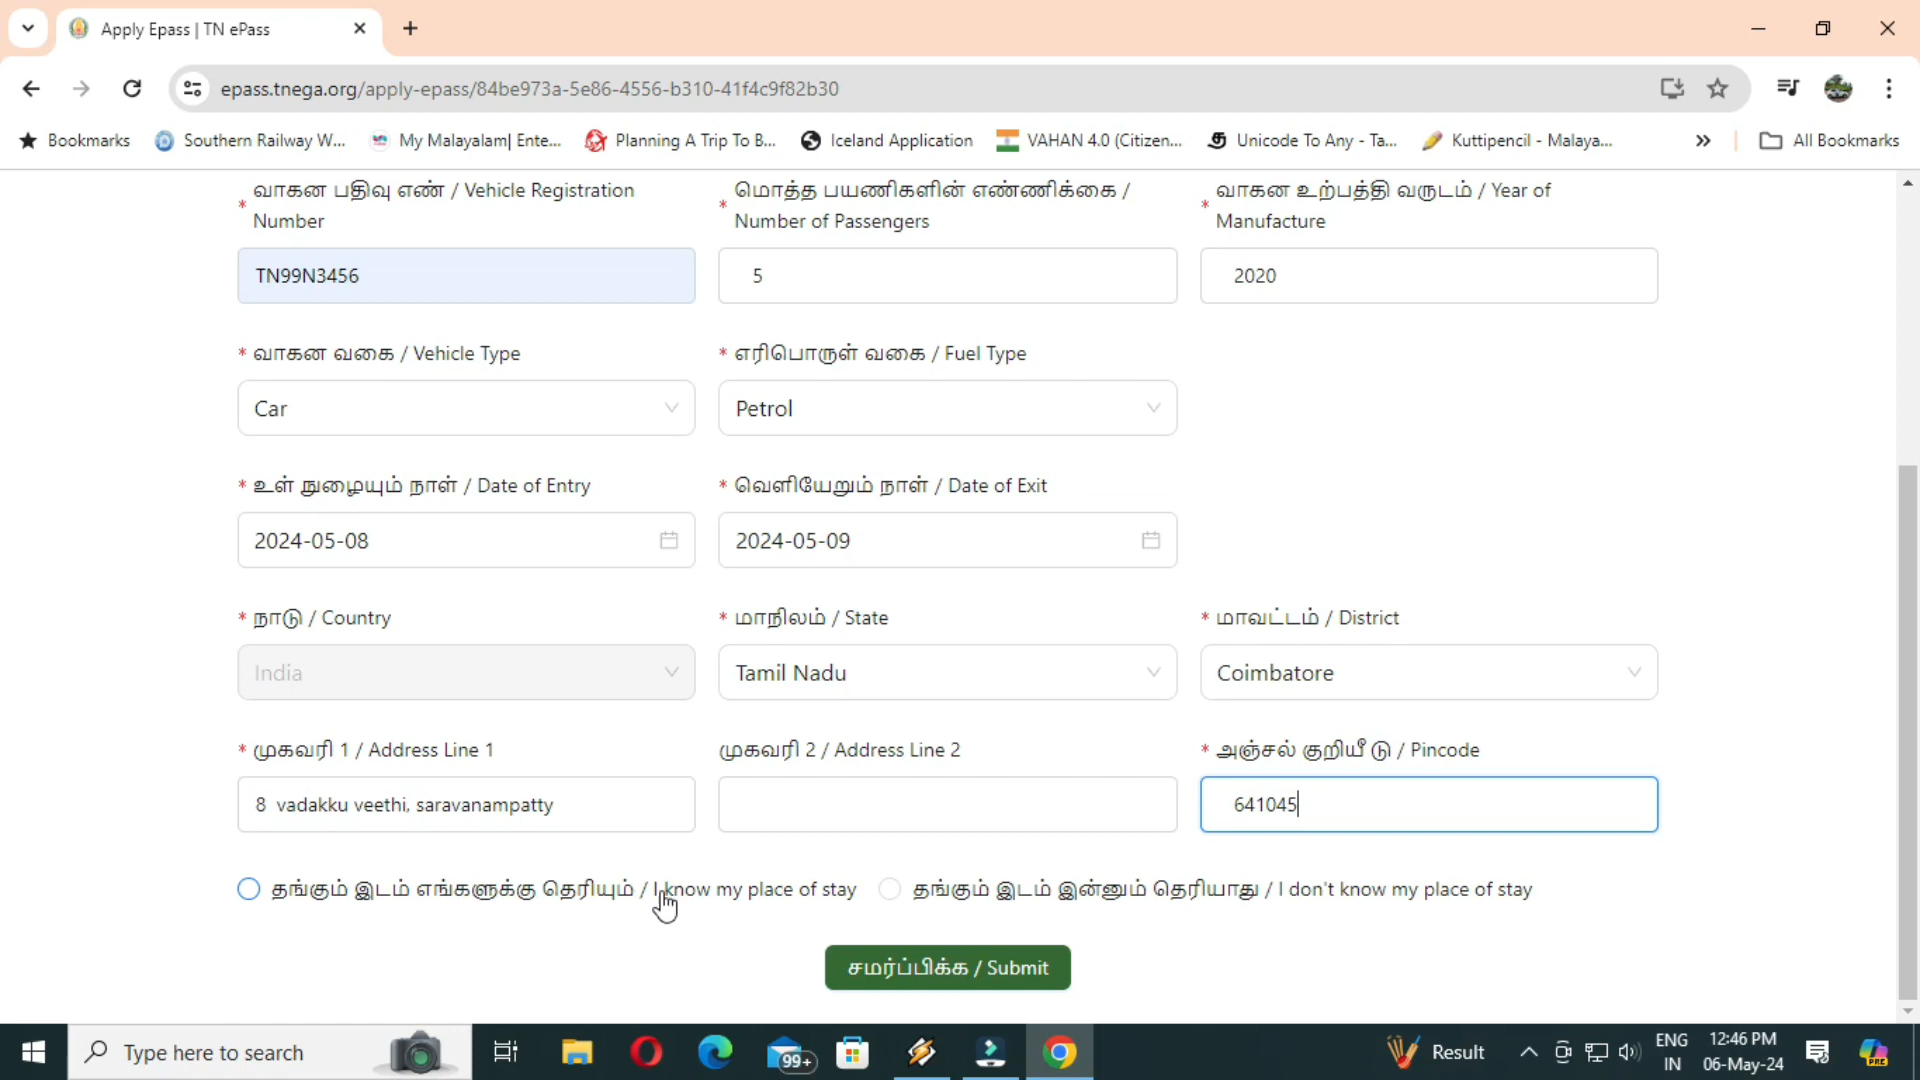 Apply Epass | TN ePass
epass.tnega.org/apply-epass/84be973a-5e86-4556-b310-41f4c9f82b30
Bookmarks
Southern Railway W...
My Malayalam| Ente...
Planning A Trip To B...
Iceland Application
VAHAN 4.0 (Citizen...
Unicode To Any - Ta...
Kuttipencil - Malaya...
All Bookmarks
* வாகன பதிவு எண் / Vehicle Registration
Number
* மொத்த பயணிகளின் எண்ணிக்கை /
Number of Passengers
* வாகன உற்பத்தி வருடம் / Year of
Manufacture
TN99N3456
5
2020
* வாகன வகை / Vehicle Type
* எரிபொருள் வகை / Fuel Type
Car
Petrol
* உள் நுழையும் நாள் / Date of Entry
* வெளியேறும் நாள் / Date of Exit
2024-05-08
2024-05-09
* நாடு / Country
* மாநிலம் / State
* மாவட்டம் / District
India
Tamil Nadu
Coimbatore
* முகவரி 1 / Address Line 1
முகவரி 2 / Address Line 2
* அஞ்சல் குறியீ டு / Pincode
8 vadakku veethi, saravanampatty
641045
தங்கும் இடம் எங்களுக்கு தெரியும் / I know my place of stay
தங்கும் இடம் இன்னும் தெரியாது / I don't know my place of stay
சமர்ப்பிக்க / Submit
Type here to search
99+
Result
ENG
IN
12:46 PM
06-May-24
PRE